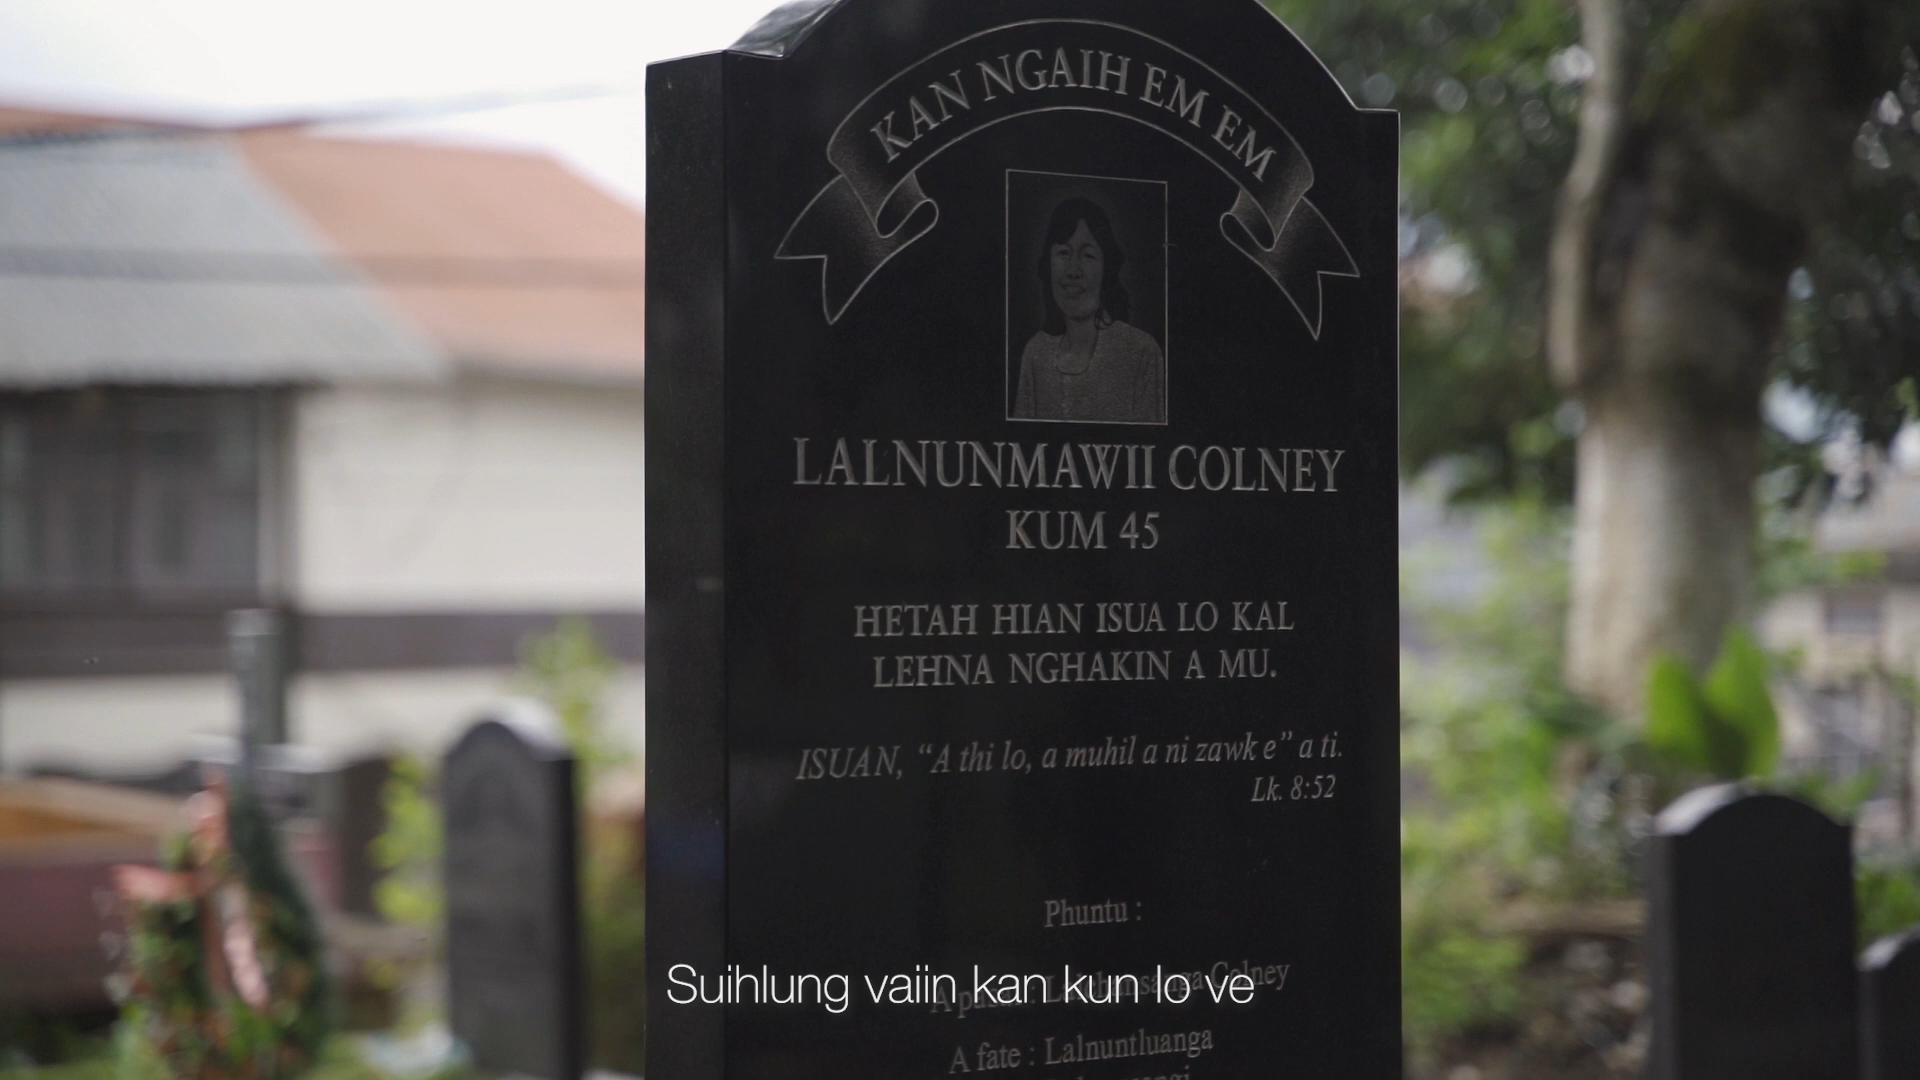 KAN NGAIH EM EM
LALNUNMAWII COLNEY
KUM 45
HETAH HIAN ISUA LO KAL
LEHNA NGHAKIN A MU.
ISUAN, “A thi lo, a muhil a ni zawk e” a ti.
Lk. 8:52
Phuntu :
Colney
Suihlung vaiin kan kun lo ve
A fate : Lalnuntluanga